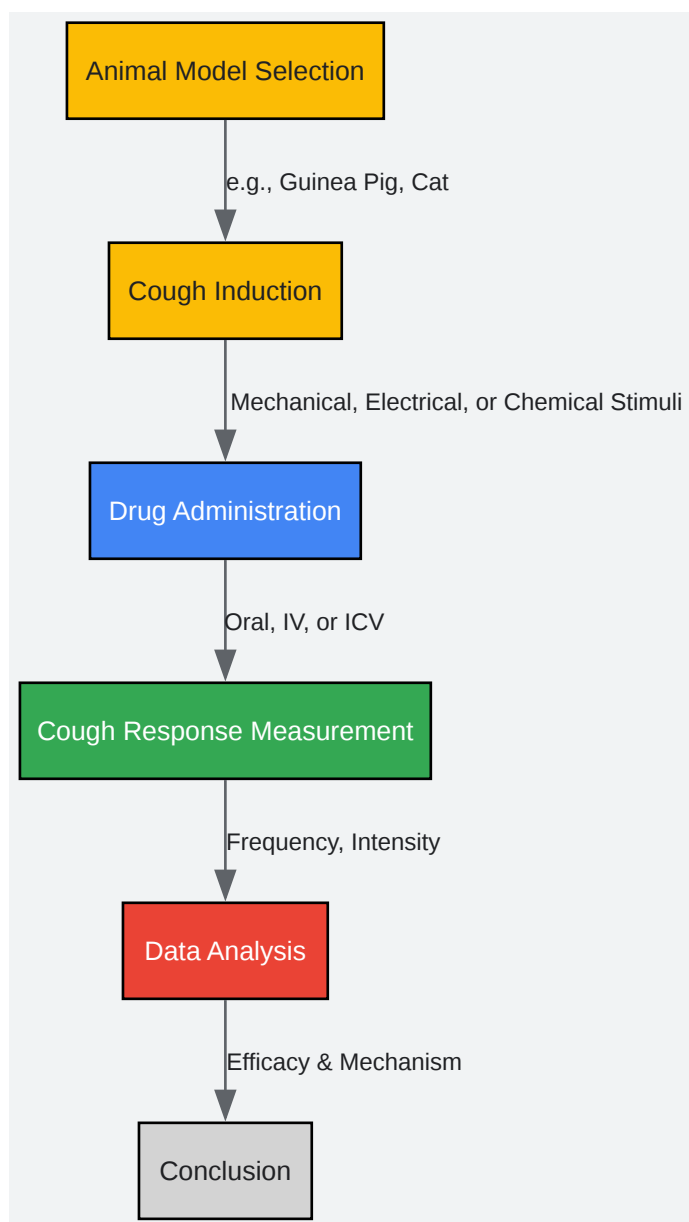 Animal Model Selection
e.g., Guinea Pig, Cat
Cough Induction
Mechanical, Electrical, or Chemical Stimuli
Drug Administration
Oral, IV, or ICV
Cough Response Measurement
Frequency, Intensity
Data Analysis
Efficacy & Mechanism
Conclusion